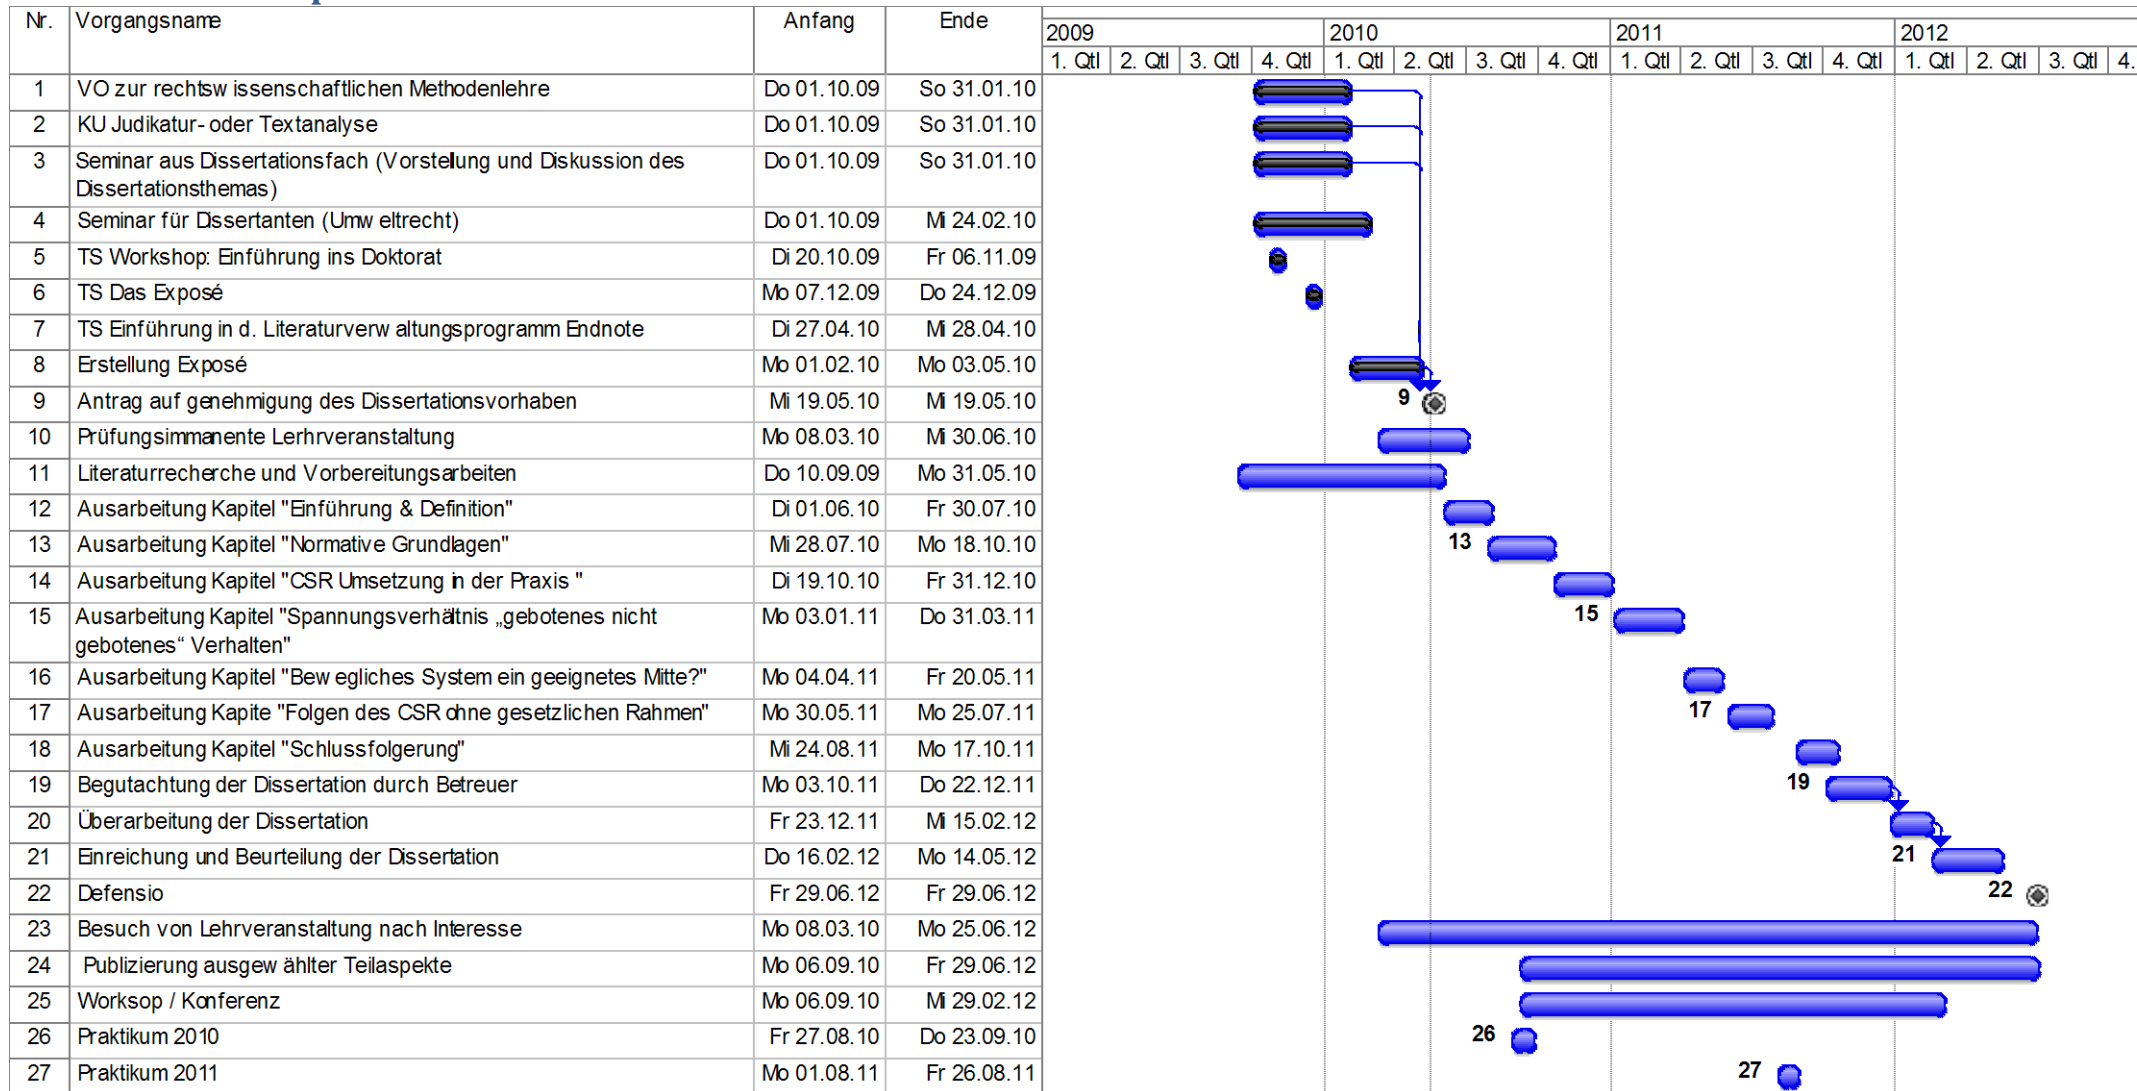 Nr. Vorgangsname Anfang Ende
2009 2010 2011 2012
1. Qtl 2. Qtl 3. Qtl 4. Qtl 1. Qtl 2. Qtl 3. Qtl 4. Qtl 1. Qtl 2. Qtl 3. Qtl 4. Qtl 1. Qtl 2. Qtl 3. Qtl 4.
1 VO zur rechtswissenschaftlichen Methodenlehre Do 01.10.09 So 31.01.10
2 KU Judikatur- oder Textanalyse Do 01.10.09 So 31.01.10
3 Seminar aus Dissertationsfach (Vorstellung und Diskussion des Do 01.10.09 So 31.01.10
Dissertationsthemas)
4 Seminar für Dissertanten (Umweltrecht) Do 01.10.09 Mi 24.02.10
5 TS Workshop: Einführung ins Doktorat Di 20.10.09 Fr 06.11.09
6 TS Das Exposé Mo 07.12.09 Do 24.12.09
7 TS Einführung in d. Literaturverwaltungsprogramm Endnote Di 27.04.10 Mi 28.04.10
8 Erstellung Exposé Mo 01.02.10 Mo 03.05.10
9 Antrag auf genehmigung des Dissertationsvorhaben Mi 19.05.10 Mi 19.05.10 9
10 Prüfungsimmanente Lerhrveranstaltung Mo 08.03.10 Mi 30.06.10
11 Literaturrecherche und Vorbereitungsarbeiten Do 10.09.09 Mo 31.05.10
12 Ausarbeitung Kapitel "Einführung & Definition" Di 01.06.10 Fr 30.07.10
13 Ausarbeitung Kapitel "Normative Grundlagen" Mi 28.07.10 Mo 18.10.10 13
14 Ausarbeitung Kapitel "CSR Umsetzung in der Praxis " Di 19.10.10 Fr 31.12.10
15 Ausarbeitung Kapitel "Spannungsverhältnis „gebotenes nicht Mo 03.01.11 Do 31.03.11 15
gebotenes“ Verhalten"
16 Ausarbeitung Kapitel "Bewegliches System ein geeignetes Mitte?" Mo 04.04.11 Fr 20.05.11
17 Ausarbeitung Kapite "Folgen des CSR ohne gesetzlichen Rahmen" Mo 30.05.11 Mo 25.07.11 17
18 Ausarbeitung Kapitel "Schlussfolgerung" Mi 24.08.11 Mo 17.10.11
19 Begutachtung der Dissertation durch Betreuer Mo 03.10.11 Do 22.12.11 19
20 Überarbeitung der Dissertation Fr 23.12.11 Mi 15.02.12
21 Einreichung und Beurteilung der Dissertation Do 16.02.12 Mo 14.05.12 21
22 Defensio Fr 29.06.12 Fr 29.06.12 22
23 Besuch von Lehrveranstaltung nach Interesse Mo 08.03.10 Mo 25.06.12
24 Publizierung ausgewählter Teilaspekte Mo 06.09.10 Fr 29.06.12
25 Worksop / Konferenz Mo 06.09.10 Mi 29.02.12
26 Praktikum 2010 Fr 27.08.10 Do 23.09.10 26
27 Praktikum 2011 Mo 01.08.11 Fr 26.08.11 27